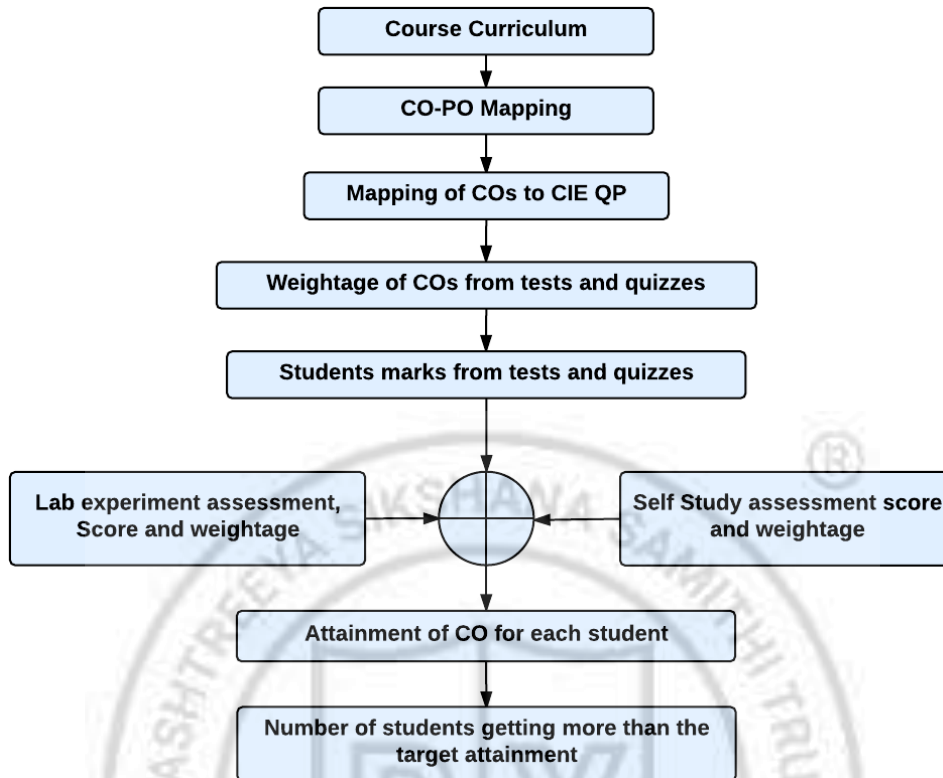 Course Curriculum
CO-PO Mapping
Mapping of COs to CIE QP
Weightage of COs from tests and quizzes
Students marks from tests and quizzes
®
Lab experiment assessment,
Score and weightage
Self Study assessment score
and weightage
SIKSHANA SAMITHI
Attainment of CO for each student
Number of students getting more than the
target attainment